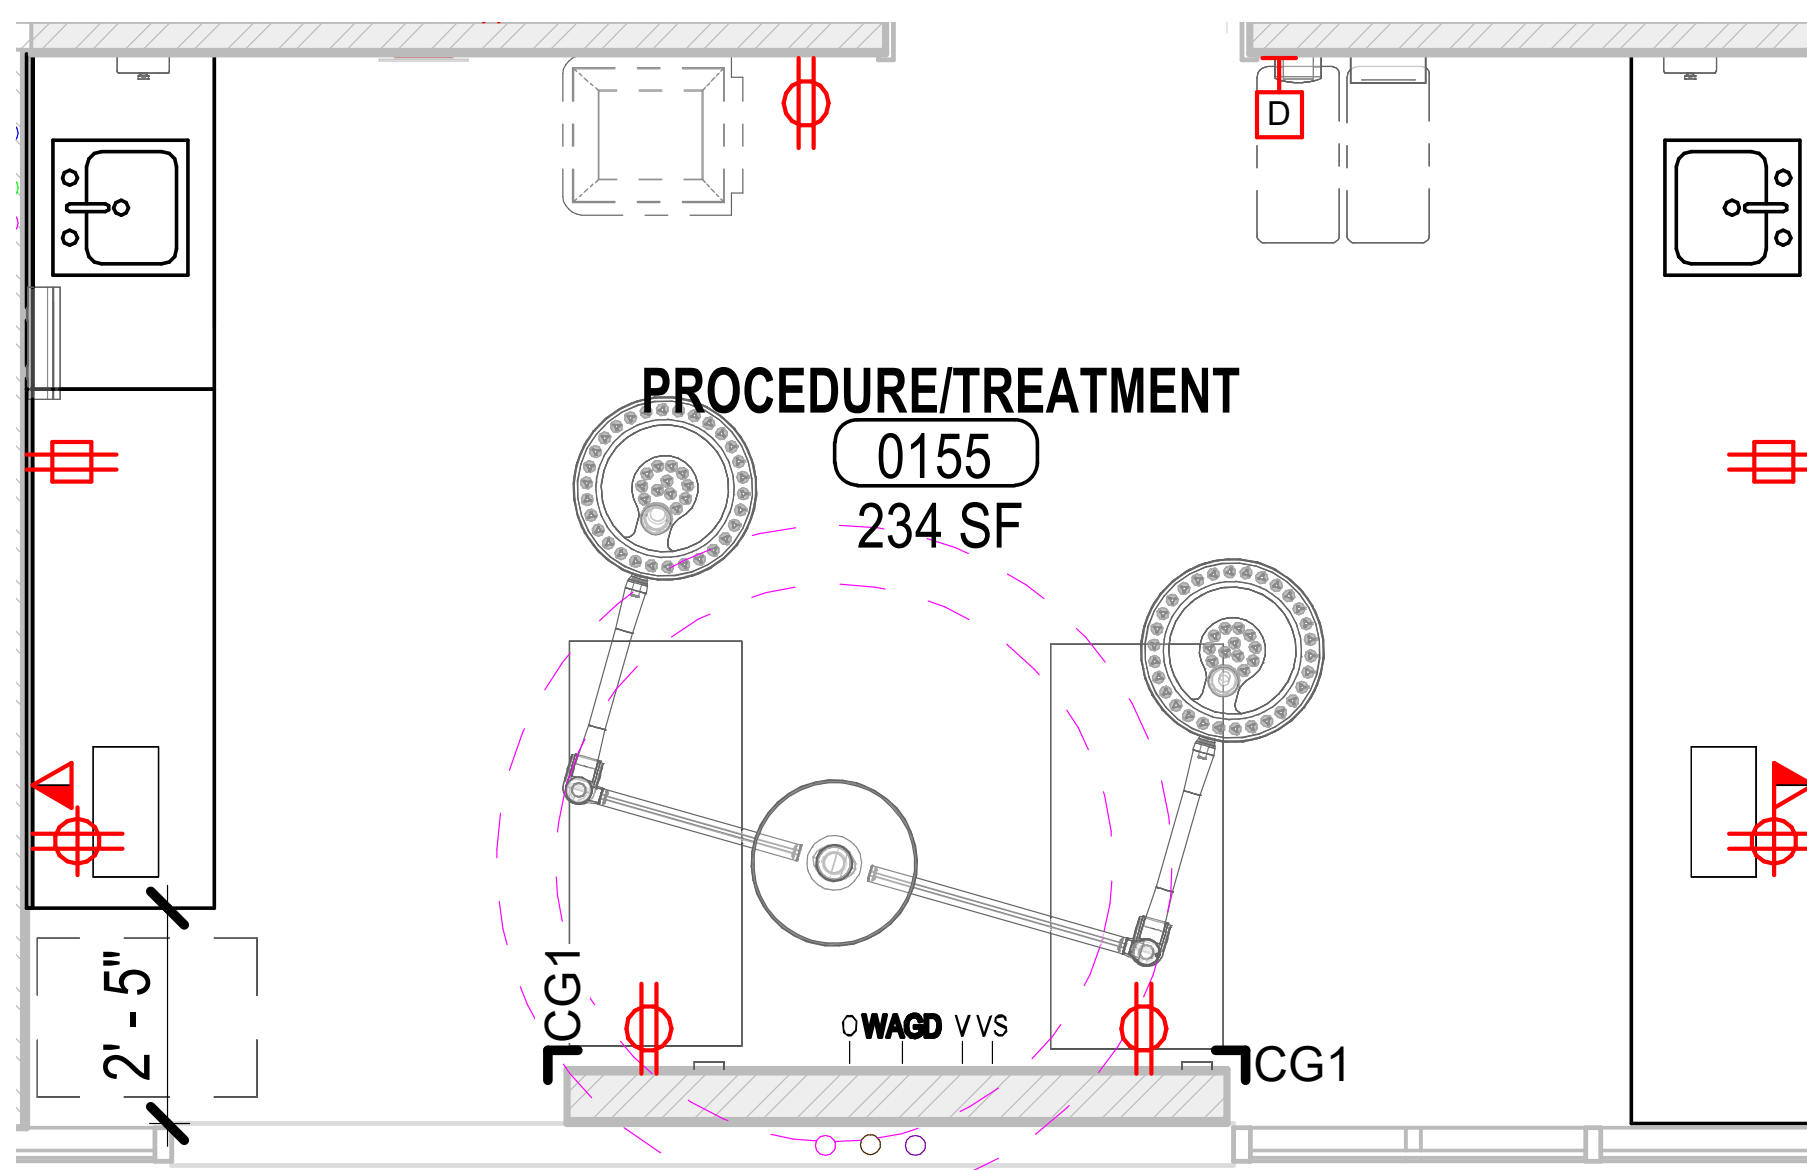 D
PROCEDURE/TREATMENT
0155
234 SF
2' - 5"
CG1
O WAGD V VS
CG1